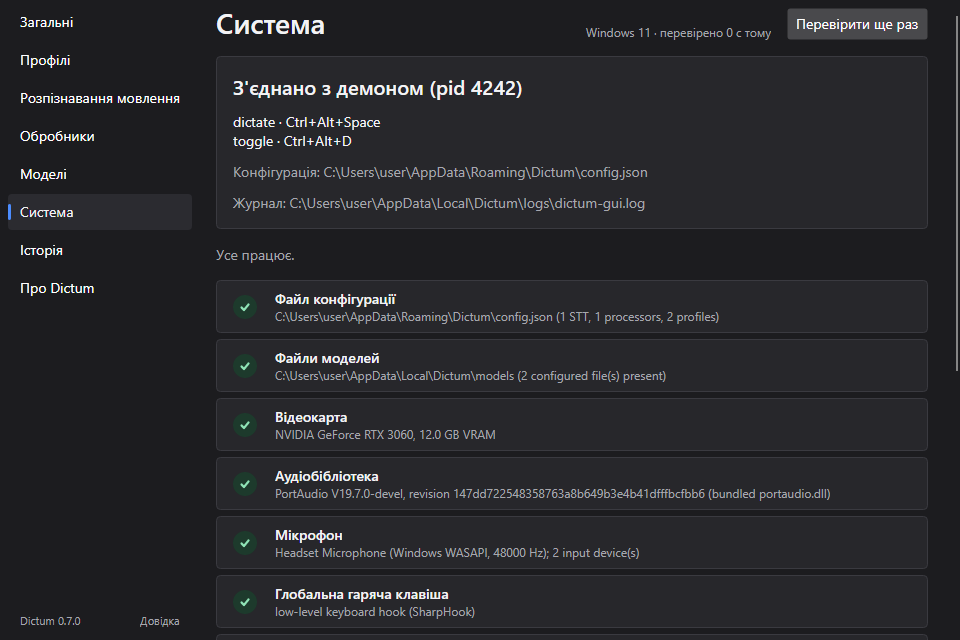 Загальні
Профілі
Розпізнавання мовлення
Обробники
Моделі
Система
Історія
Про Dictum
Dictum 0.7.0
Довідка
Система
Windows 11 · перевірено 0 с тому
Перевірити ще раз
З'єднано з демоном (pid 4242)
dictate · Ctrl+Alt+Space
toggle · Ctrl+Alt+D
Конфігурація: C:\Users\user\AppData\Roaming\Dictum\config.json
Журнал: C:\Users\user\AppData\Local\Dictum\logs\dictum-gui.log
Усе працює.
Файл конфігурації
C:\Users\user\AppData\Roaming\Dictum\config.json (1 STT, 1 processors, 2 profiles)
Файли моделей
C:\Users\user\AppData\Local\Dictum\models (2 configured file(s) present)
Відеокарта
NVIDIA GeForce RTX 3060, 12.0 GB VRAM
Аудіобібліотека
PortAudio V19.7.0-devel, revision 147dd722548358763a8b649b3e4b41dfffbcfbb6 (bundled portaudio.dll)
Мікрофон
Headset Microphone (Windows WASAPI, 48000 Hz); 2 input device(s)
Глобальна гаряча клавіша
low-level keyboard hook (SharpHook)